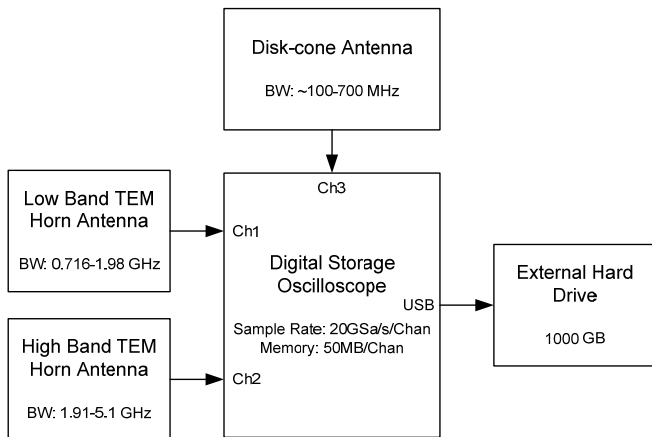 Disk-cone Antenna
BW: ~100-700 MHz
Low Band TEM
Horn Antenna
BW: 0.716-1.98 GHz
High Band TEM
Horn Antenna
BW: 1.91-5.1 GHz
Ch3
Ch1
Digital Storage
Oscilloscope
USB
Sample Rate: 20GSa/s/Chan
Memory: 50MB/Chan
Ch2
External Hard
Drive
1000 GB